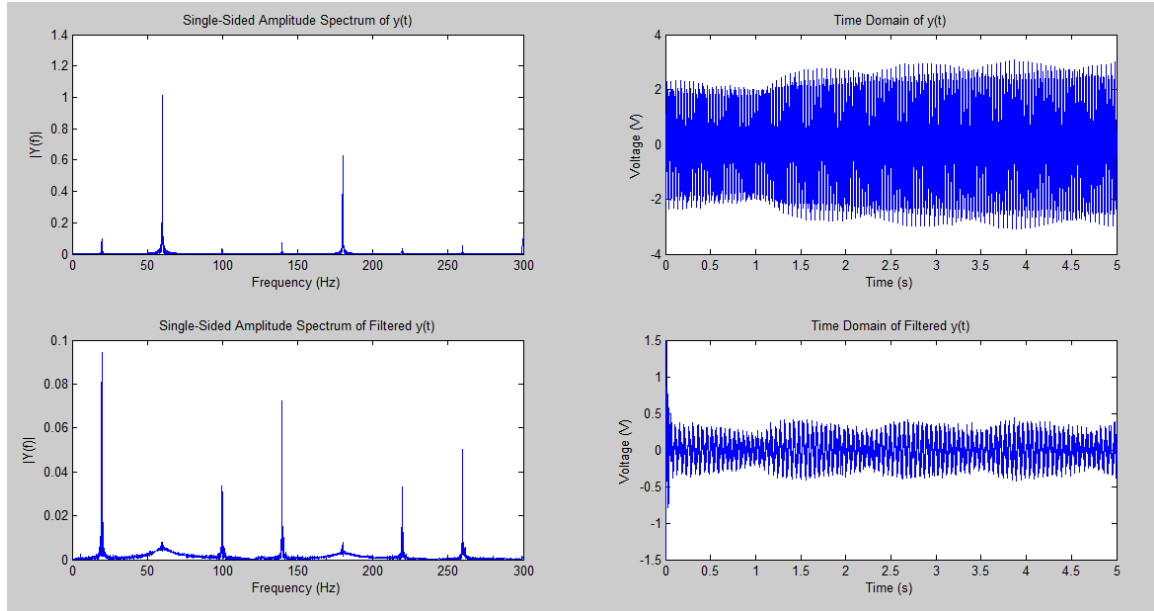 Single-Sided Amplitude Spectrum of y(t)
1.4
1.2
1
0.8
0.6
0.4
0.2
0
|Y(f)|
0 50 100 150 200 250 300
Frequency (Hz)
Time Domain of y(t)
4
2
0
-2
-4
Voltage (V)
0 0.5 1 1.5 2 2.5 3 3.5 4 4.5 5
Time (s)
Single-Sided Amplitude Spectrum of Filtered y(t)
0.1
0.08
0.06
0.04
0.02
0
|Y(f)|
0 50 100 150 200 250 300
Frequency (Hz)
Time Domain of Filtered y(t)
1.5
1
0.5
0
-0.5
-1
-1.5
Voltage (V)
0 0.5 1 1.5 2 2.5 3 3.5 4 4.5 5
Time (s)